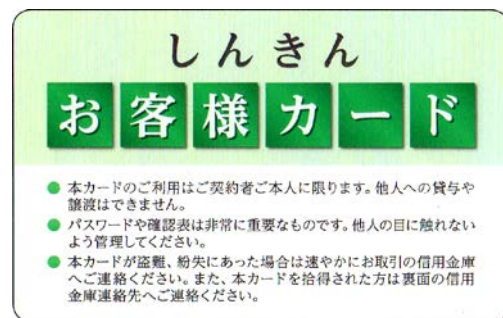 しんきん
お客様カード
● 本カードのご利用はご契約者ご本人に限ります。他人への貸与や
譲渡はできません。
● パスワードや確認表は非常に重要なものです。他人の目に触れない
よう管理してください。
● 本カードが盗難、紛失にあった場合は速やかにお取引の信用金庫
へご連絡ください。また、本カードを拾得された方は裏面の信用
金庫連絡先へご連絡ください。